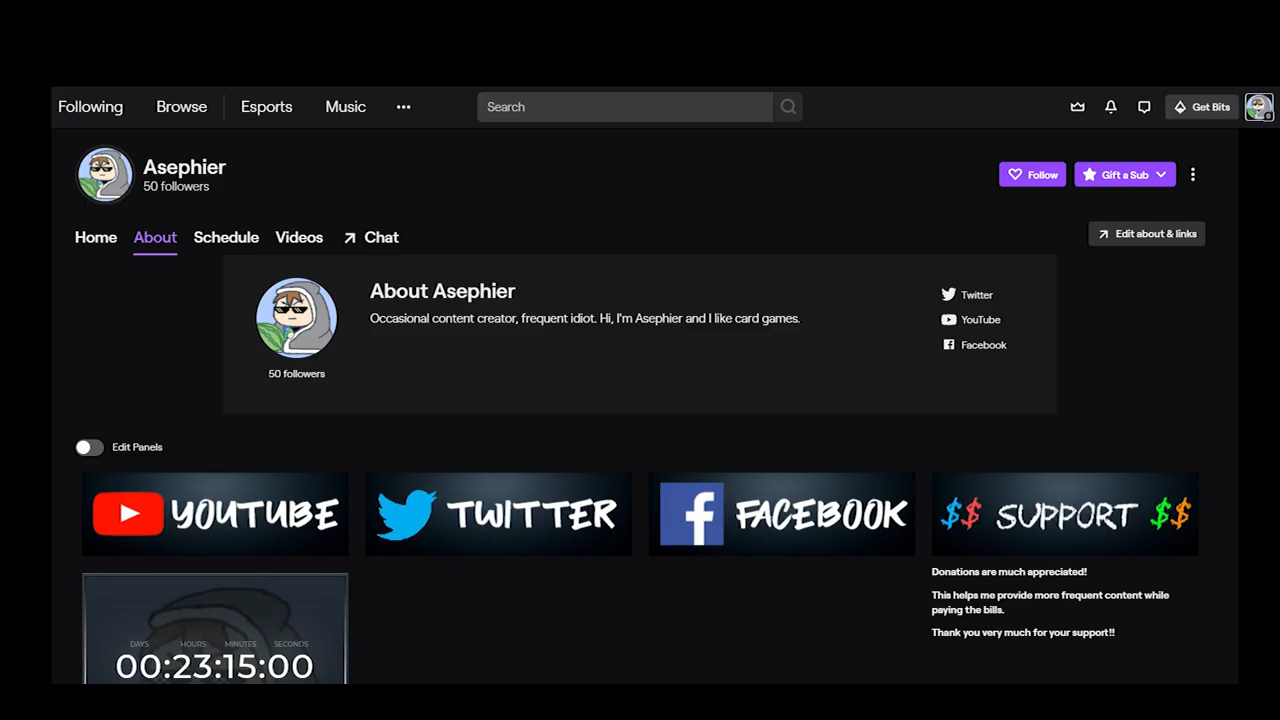 Following Browse Esports Music Search Get Bits
Asephier
50 followers
Follow Gift a Sub
Home About Schedule Videos Chat Edit about & links
About Asephier
Occasional content creator, frequent idiot. Hi, I'm Asephier and I like card games.
50 followers
Twitter
YouTube
Facebook
Edit Panels
YOUTUBE TWITTER FACEBOOK $$ SUPPORT $$
Donations are much appreciated!
This helps me provide more frequent content while
paying the bills.
Thank you very much for your support!!
DAYS HOURS MINUTES SECONDS
00:23:15:00